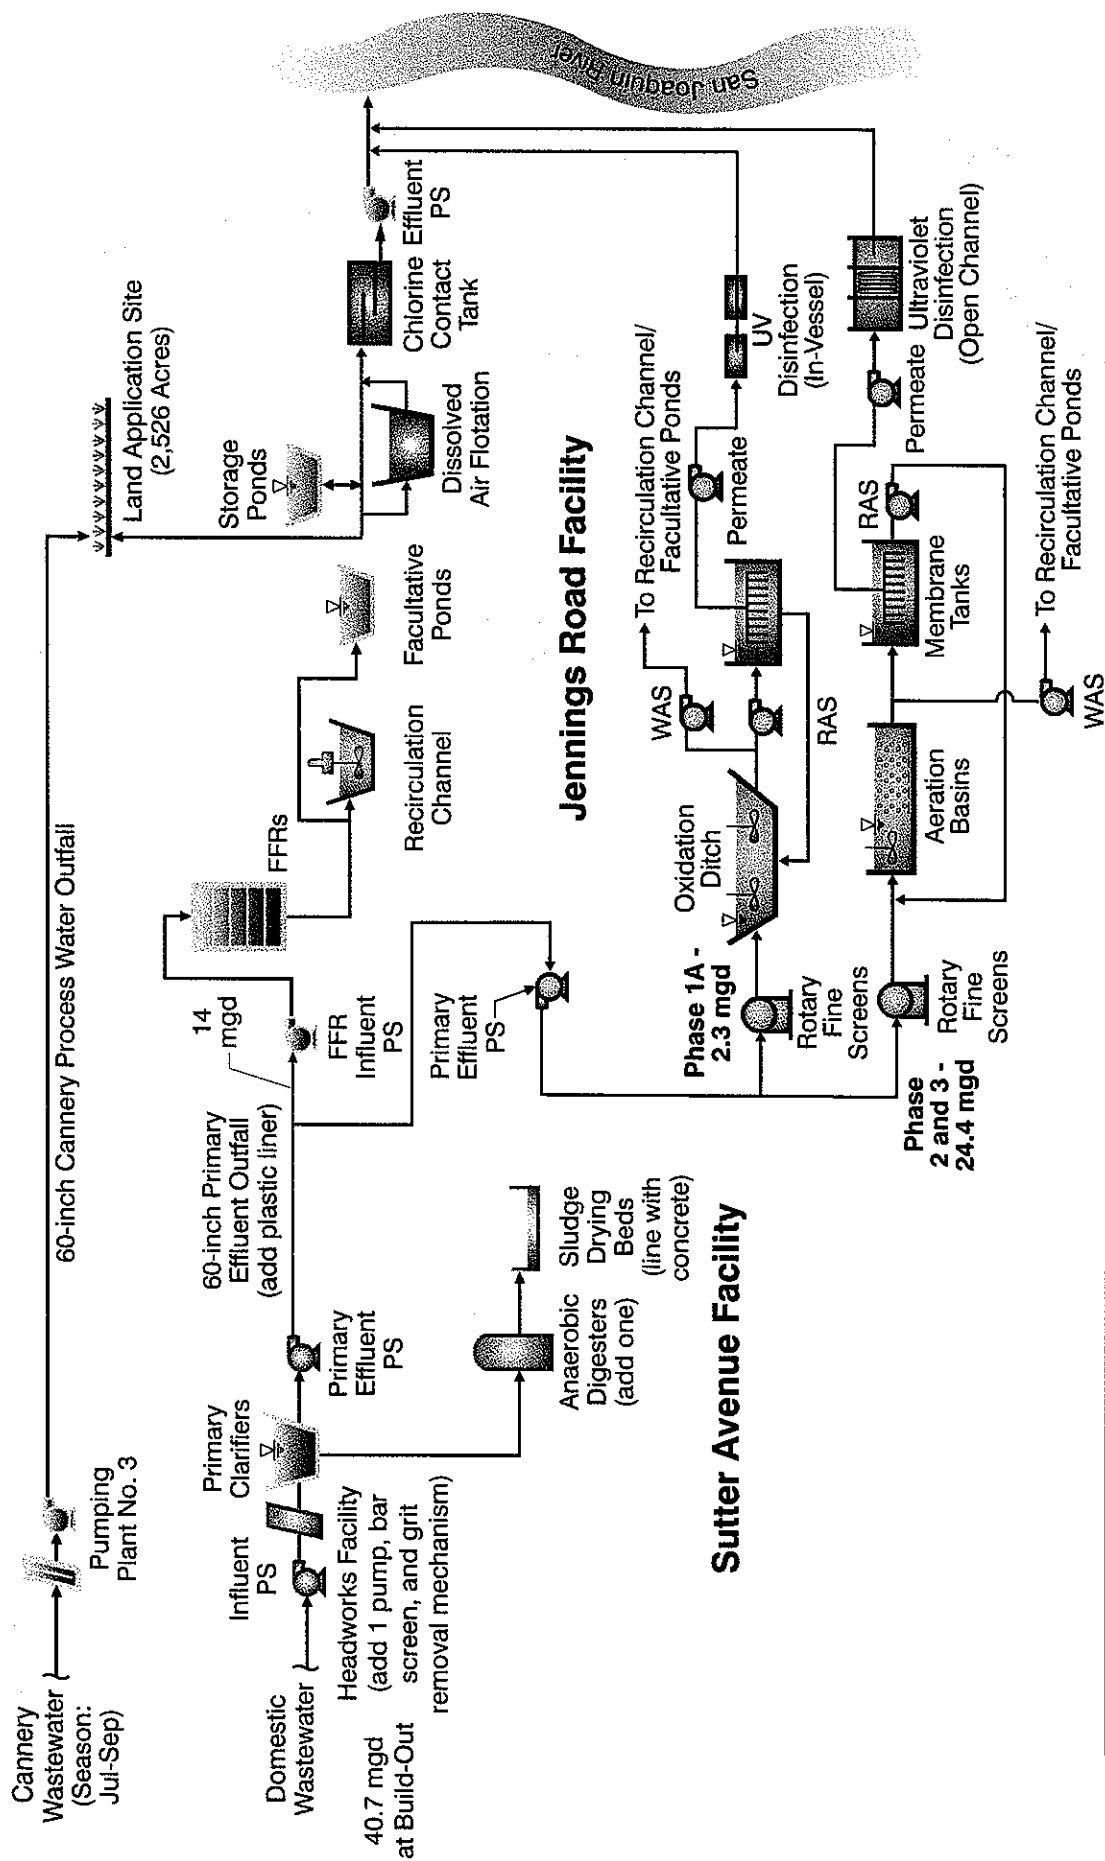 Cannery
Wastewater
(Season:
Jul-Sep)
Pumping
Plant No. 3
60-inch Cannery Process Water Outfall
Land Application Site
(2,526 Acres)
San Joaquin River
Domestic
Wastewater
40.7 mgd
at Build-Out
Influent
PS
Headworks Facility
(add 1 pump, bar
screen, and grit
removal mechanism)
Primary
Clarifiers
Primary
Effluent
PS
60-inch Primary
Effluent Outfall
(add plastic liner)
14
mgd
FFR
Influent
PS
FFRs
Recirculation
Channel
Facultative
Ponds
Storage
Ponds
Dissolved
Air Flotation
Chlorine
Contact
Tank
Effluent
PS
Anaerobic
Digesters
(add one)
Sludge
Drying
Beds
(line with
concrete)
Sutter Avenue Facility
Jennings Road Facility
Primary
Effluent
PS
Phase 1A -
2.3 mgd
Rotary
Fine
Screens
Oxidation
Ditch
WAS
To Recirculation Channel/
Facultative Ponds
RAS
Permeate
UV
Disinfection
(In-Vessel)
Phase
2 and 3 -
24.4 mgd
Rotary
Fine
Screens
Aeration
Basins
Membrane
Tanks
RAS
Permeate
Ultraviolet
Disinfection
(Open Channel)
WAS
To Recirculation Channel/
Facultative Ponds